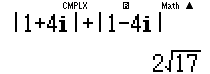 CMPLX R Math ▲
|1+4i|+|1-4i|
2√17